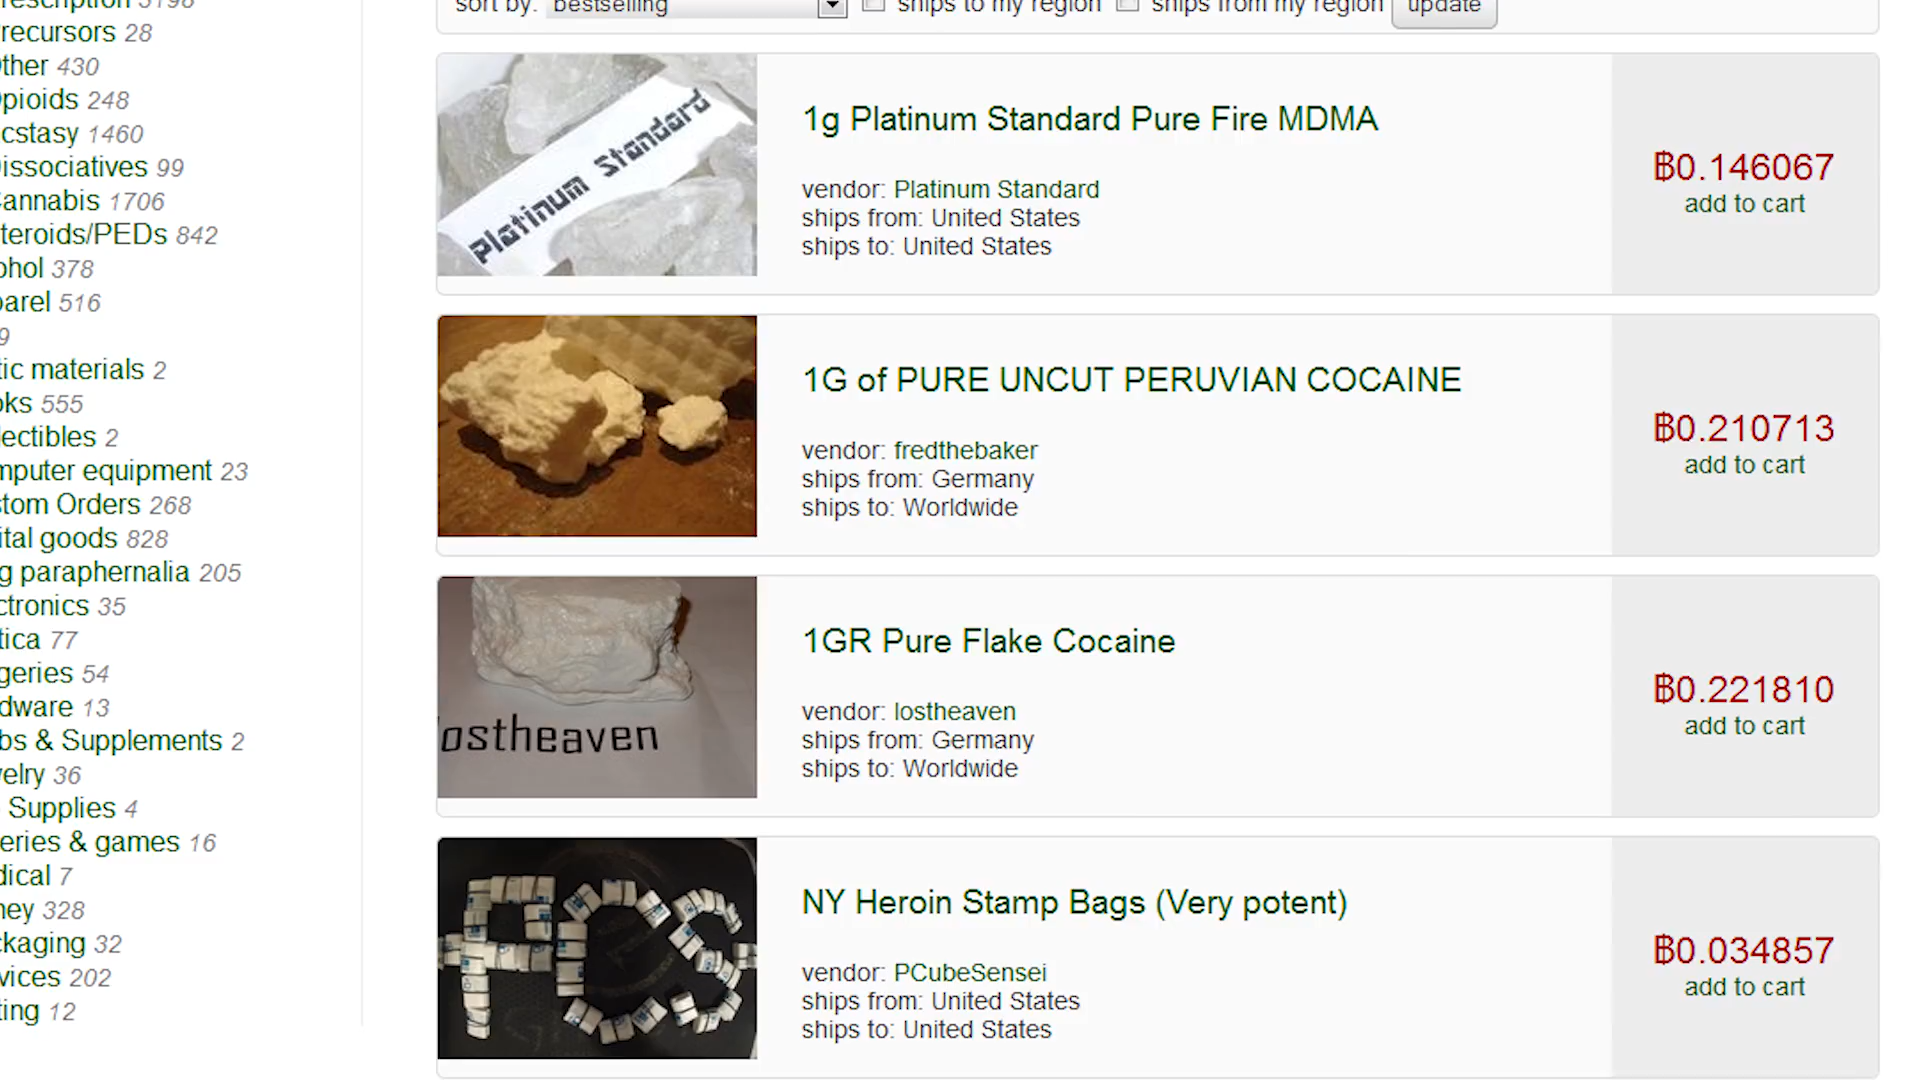 5198
recursors 28
ther 430
pioids 248
cstasy 1460
issociatives 99
annabis 1706
teroids/PEDs 842
ohol 378
parel 516
9
tic materials 2
oks 555
lectibles 2
mputer equipment 23
stom Orders 268
ital goods 828
g paraphernalia 205
ctronics 35
tica 77
geries 54
dware 13
bs & Supplements 2
velry 36
Supplies 4
eries & games 16
dical 7
ney 328
ckaging 32
vices 202
ting 12
sort by: bestselling ships to my region ships from my region update
Platinum Standard
1g Platinum Standard Pure Fire MDMA
vendor: Platinum Standard
ships from: United States
ships to: United States
฿0.146067
add to cart
1G of PURE UNCUT PERUVIAN COCAINE
vendor: fredthebaker
ships from: Germany
ships to: Worldwide
฿0.210713
add to cart
lostheaven
1GR Pure Flake Cocaine
vendor: lostheaven
ships from: Germany
ships to: Worldwide
฿0.221810
add to cart
PCS
NY Heroin Stamp Bags (Very potent)
vendor: PCubeSensei
ships from: United States
ships to: United States
฿0.034857
add to cart